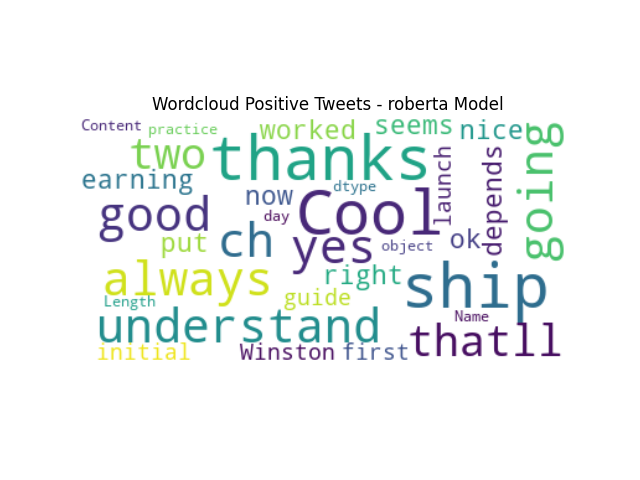 Wordcloud Positive Tweets - roberta Model
Content practice worked seems nice going
two thanks launch depends
earning now dtype
good day Cool
put ch yes object ok
always right ship
Length guide
understand Name
initial Winston first thatll